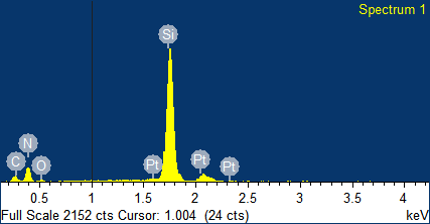 Spectrum 1
Si
N
C
O
Pt
Pt
Pt
0.5 1 1.5 2 2.5 3 3.5 4
Full Scale 2152 cts Cursor: 1.004 (24 cts) keV